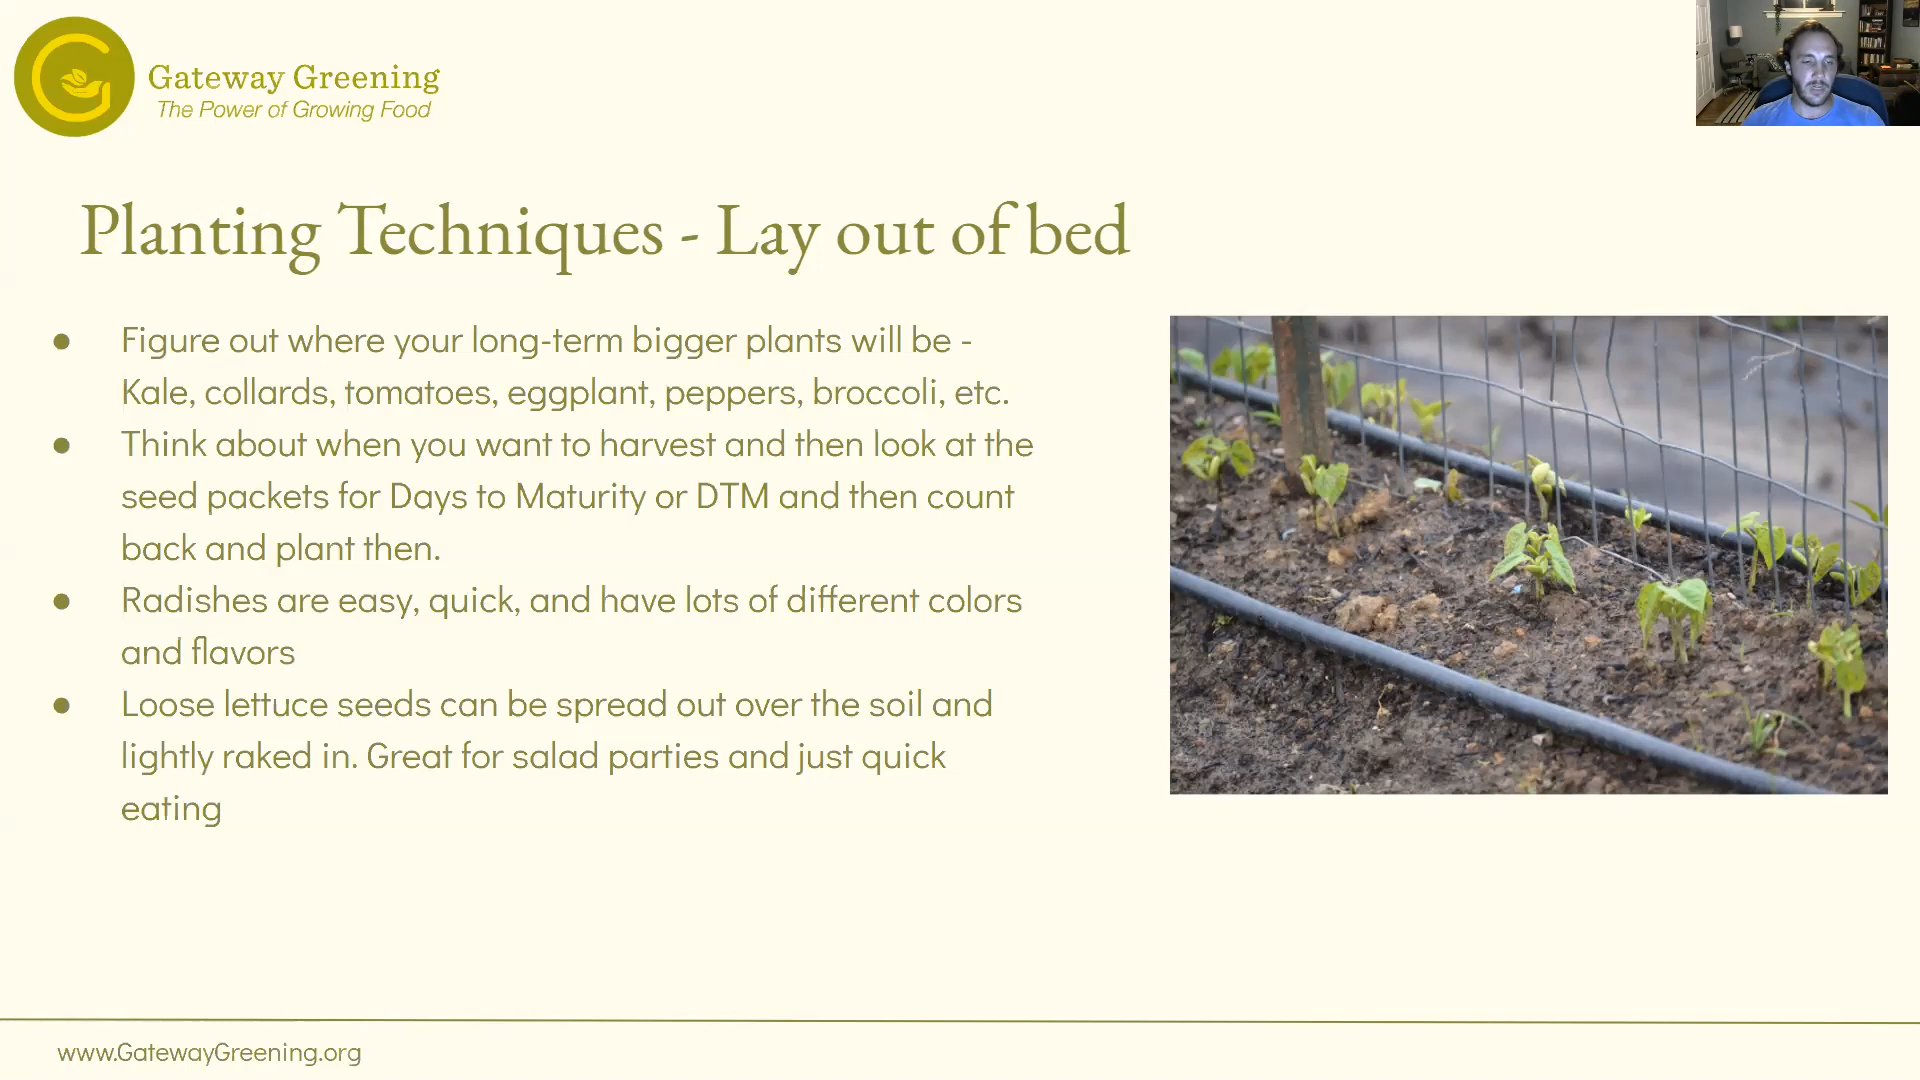 Gateway Greening
The Power of Growing Food
Planting Techniques - Lay out of bed
● Figure out where your long-term bigger plants will be -
Kale, collards, tomatoes, eggplant, peppers, broccoli, etc.
● Think about when you want to harvest and then look at the
seed packets for Days to Maturity or DTM and then count
back and plant then.
● Radishes are easy, quick, and have lots of different colors
and flavors
● Loose lettuce seeds can be spread out over the soil and
lightly raked in. Great for salad parties and just quick
eating
www.GatewayGreening.org